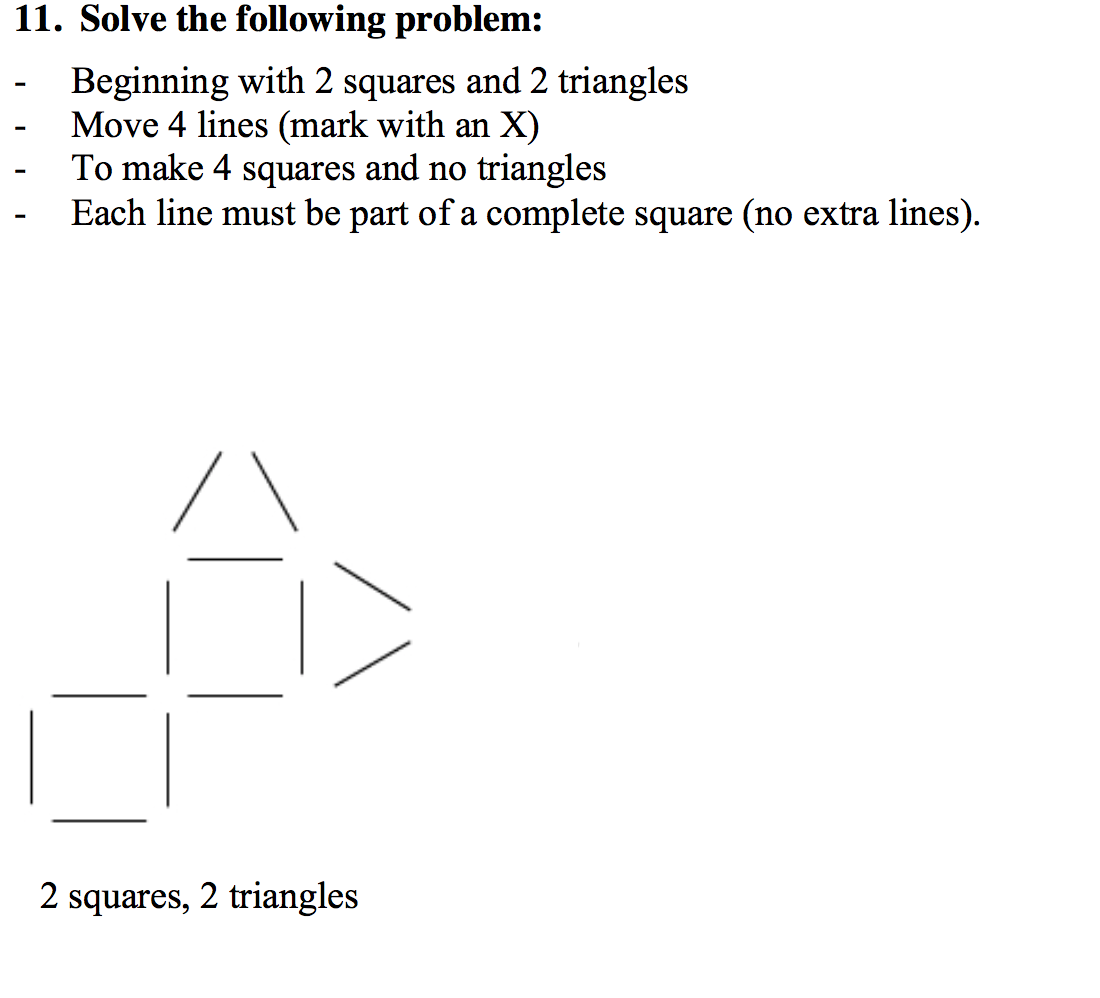 11. Solve the following problem:
- Beginning with 2 squares and 2 triangles
- Move 4 lines (mark with an X)
- To make 4 squares and no triangles
- Each line must be part of a complete square (no extra lines).
2 squares, 2 triangles